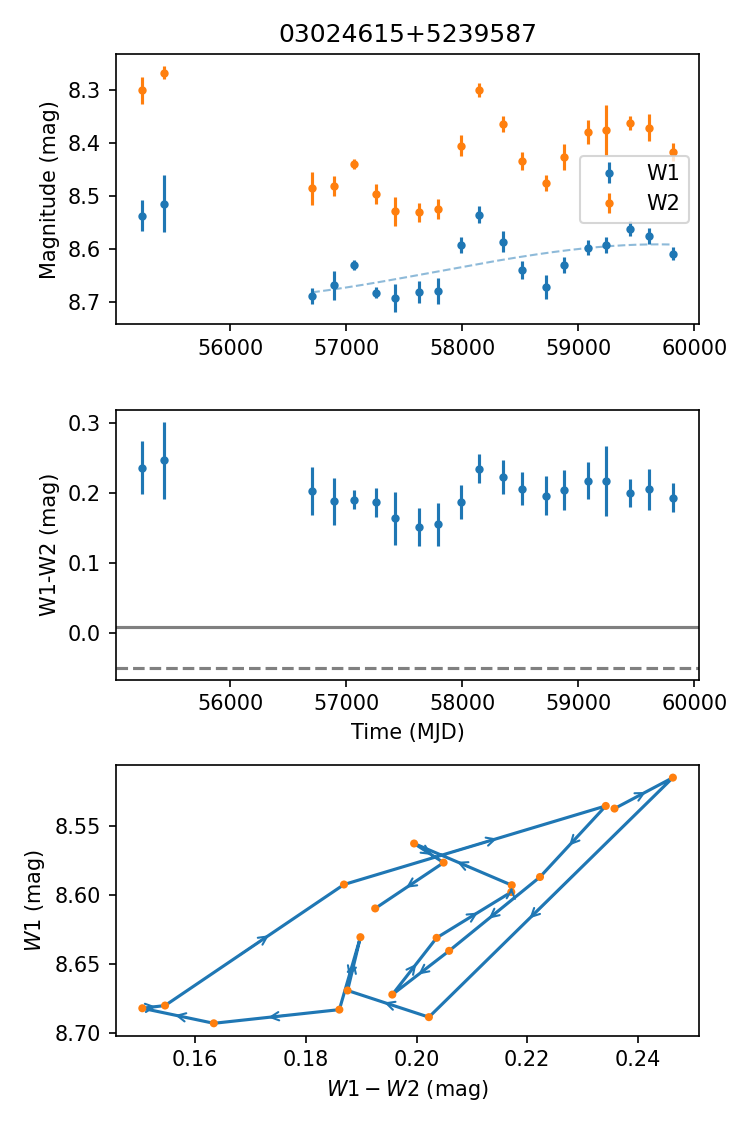 03024615+5239587
Magnitude (mag)
8.3
8.4
8.5
8.6
8.7
W1
W2
56000 57000 58000 59000 60000
W1-W2 (mag)
0.3
0.2
0.1
0.0
56000 57000 58000 59000 60000
Time (MJD)
W1 (mag)
8.55
8.60
8.65
8.70
0.16 0.18 0.20 0.22 0.24
W1 − W2 (mag)